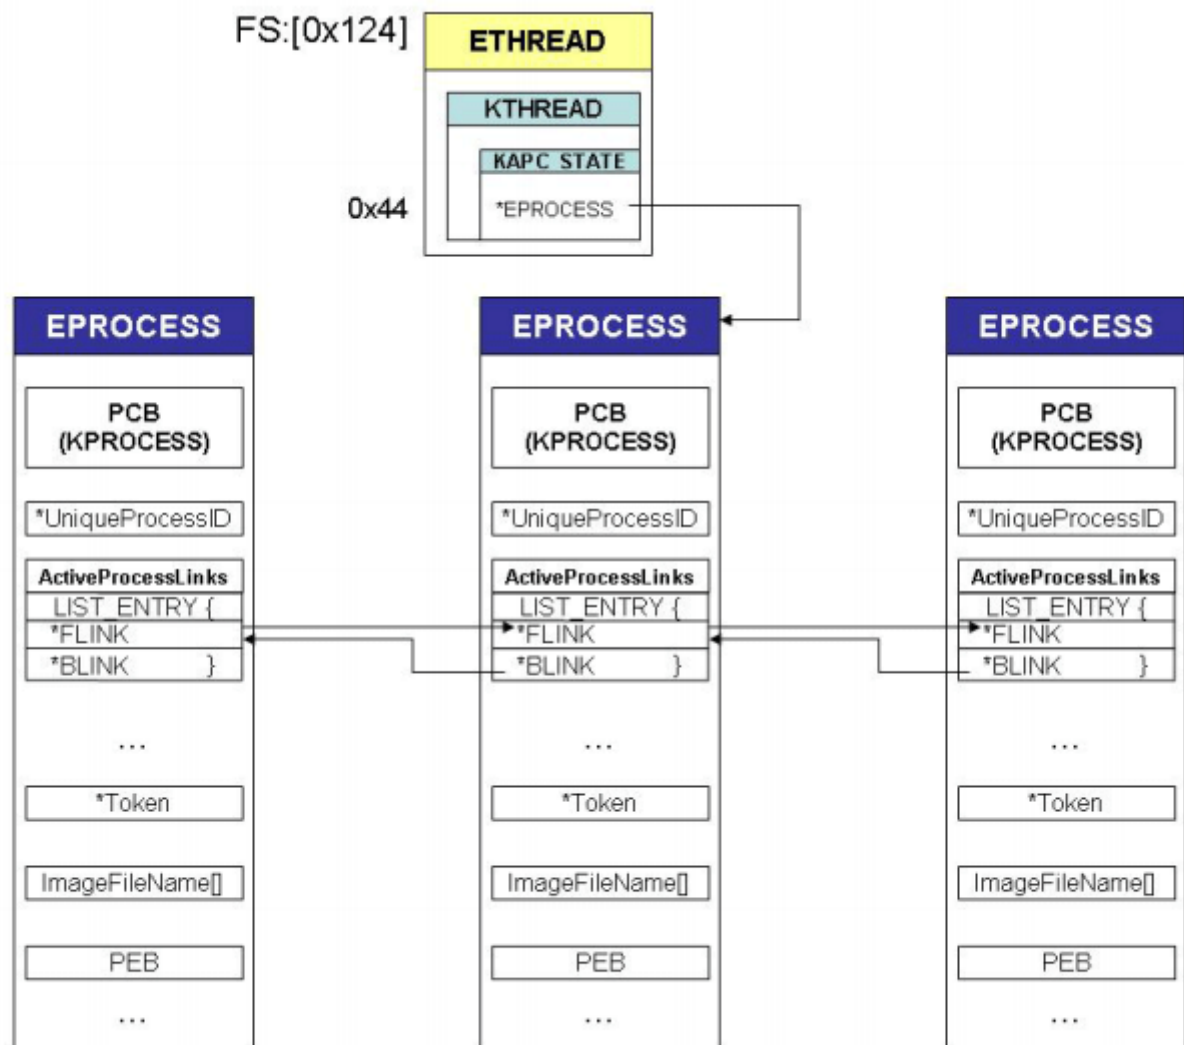 FS:[0x124]
ETHREAD
KTHREAD
KAPC STATE
0x44
*EPROCESS
EPROCESS
PCB
(KPROCESS)
*UniqueProcessID
ActiveProcessLinks
LIST_ENTRY {
*FLINK
*BLINK }
...
*Token
ImageFileName[]
PEB
...
EPROCESS
PCB
(KPROCESS)
*UniqueProcessID
ActiveProcessLinks
LIST_ENTRY {
*FLINK
*BLINK }
...
*Token
ImageFileName[]
PEB
...
EPROCESS
PCB
(KPROCESS)
*UniqueProcessID
ActiveProcessLinks
LIST_ENTRY {
*FLINK
*BLINK }
...
*Token
ImageFileName[]
PEB
...